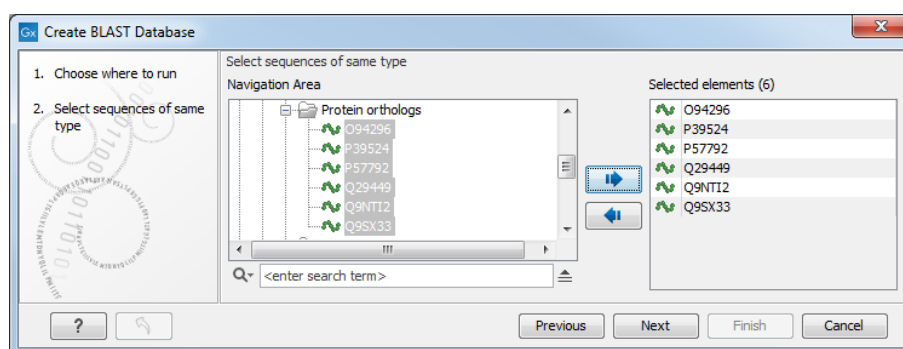 Gx Create BLAST Database
1. Choose where to run
2. Select sequences of same
type
Select sequences of same type
Navigation Area
Protein orthologs
O94296
P39524
P57792
Q29449
Q9NTI2
Q9SX33
<enter search term>
Selected elements (6)
O94296
P39524
P57792
Q29449
Q9NTI2
Q9SX33
?
Previous
Next
Finish
Cancel